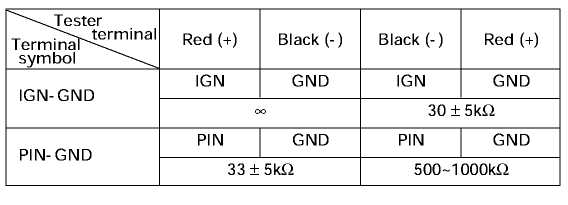 Tester terminal
Terminal symbol
Red (+) Black (-) Black (-) Red (+)
IGN-GND
IGN GND IGN GND
∞ 30 ± 5kΩ
PIN-GND
PIN GND PIN GND
33 ± 5kΩ 500~1000kΩ